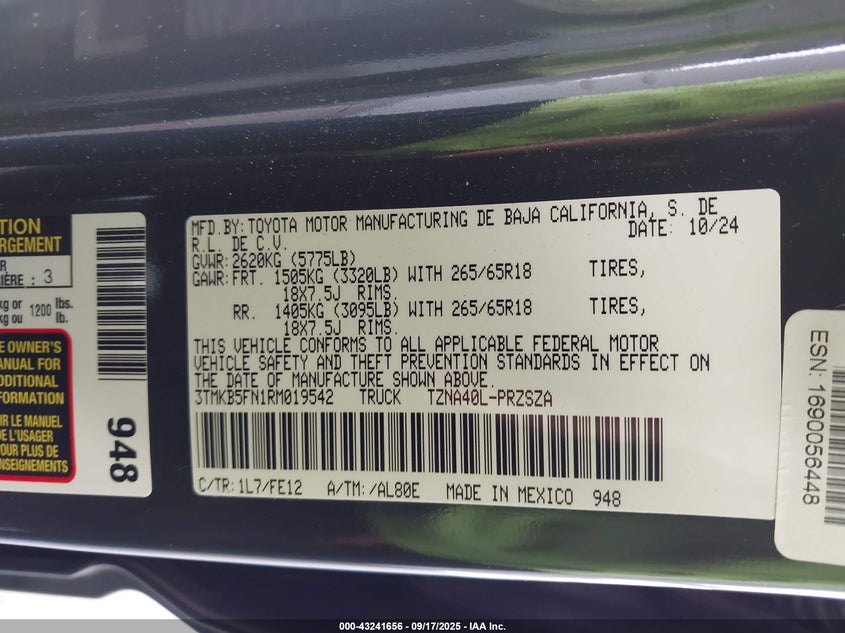 TION
RGEMENT
R
IÈRE : 3
kg or 1200 lbs.
kg ou lb.
E OWNER'S
ANUAL FOR
DDITIONAL
ORMATION
IR LE MANUEL
DE L'USAGER
POUR PLUS DE
NSEIGNEMENTS
948
MFD.BY: TOYOTA MOTOR MANUFACTURING DE BAJA CALIFORNIA, S. DE
R.L. DE C.V. DATE: 10/24
GVWR: 2620KG (5775LB)
GAWR: FRT. 1505KG (3320LB) WITH 265/65R18 TIRES,
18X7.5J RIMS.
RR. 1405KG (3095LB) WITH 265/65R18 TIRES,
18X7.5J RIMS.
THIS VEHICLE CONFORMS TO ALL APPLICABLE FEDERAL MOTOR
VEHICLE SAFETY AND THEFT PREVENTION STANDARDS IN EFFECT ON
THE DATE OF MANUFACTURE SHOWN ABOVE.
3TMKB5FN1RM019542 TRUCK TZNA40L-PRZSZA
C/TR: 1L7/FE12 A/TM: /AL80E MADE IN MEXICO 948
ESN: 1690056448
000-43241656 - 09/17/2025 - IAA Inc.